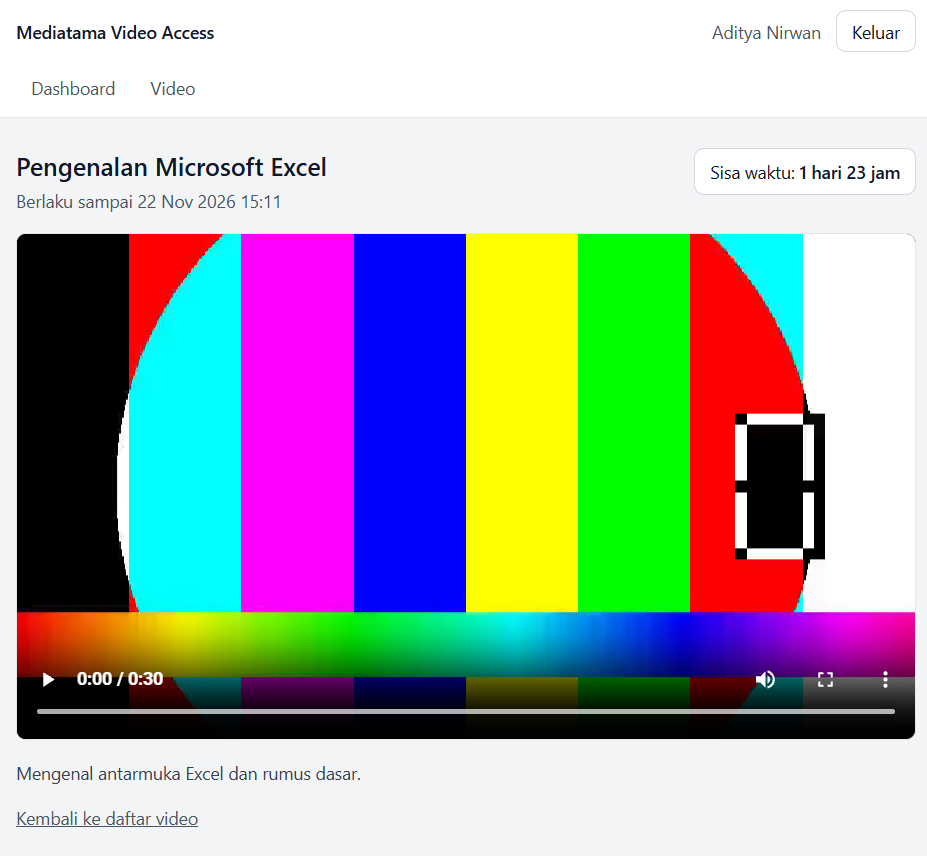 Mediatama Video Access
Aditya Nirwan
Keluar
Dashboard
Video
Pengenalan Microsoft Excel
Berlaku sampai 22 Nov 2026 15:11
Sisa waktu: 1 hari 23 jam
0
0:00 / 0:30
Mengenal antarmuka Excel dan rumus dasar.
Kembali ke daftar video